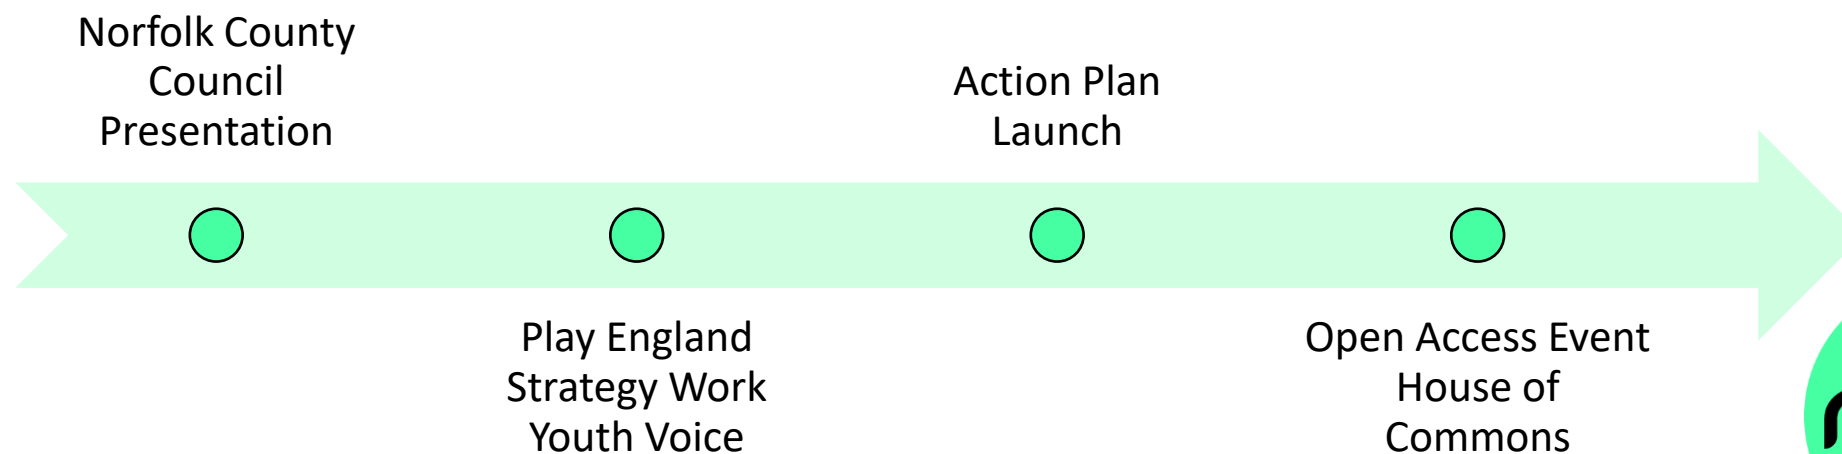 Norfolk County
Council
Presentation
Play England
Strategy Work
Youth Voice
Action Plan
Launch
Open Access Event
House of
Commons